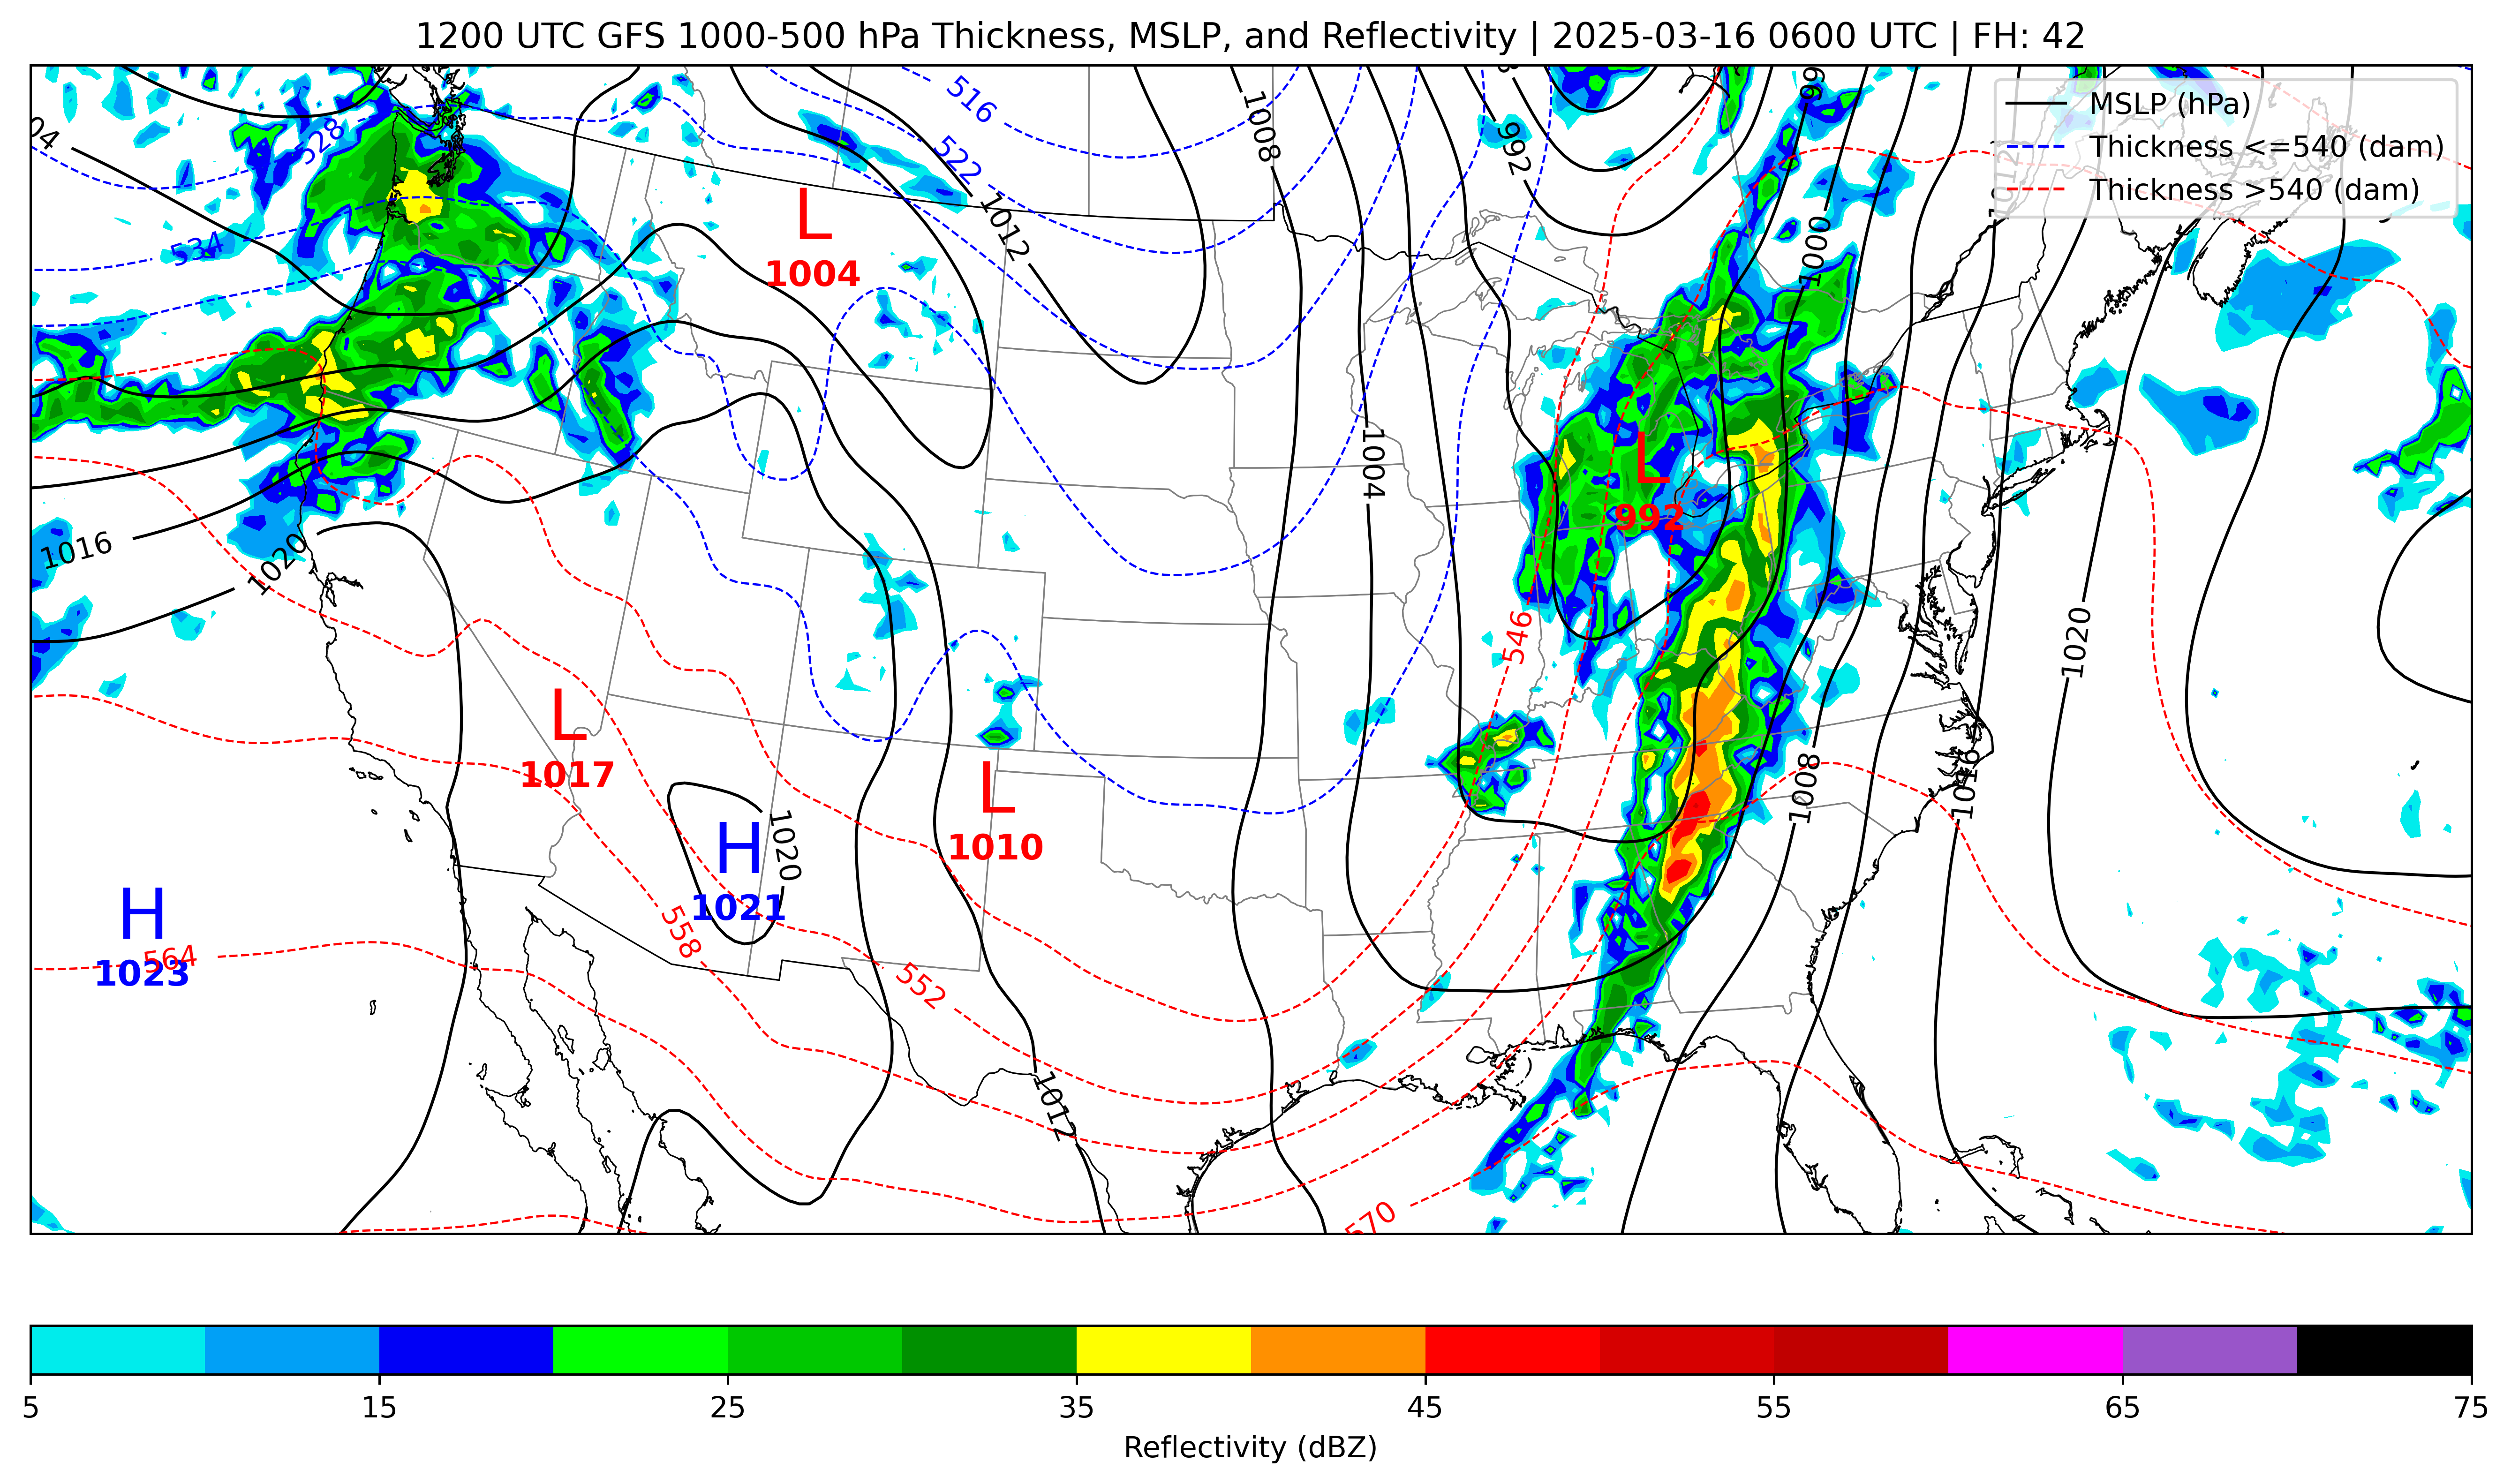 1200 UTC GFS 1000-500 hPa Thickness, MSLP, and Reflectivity | 2025-03-16 0600 UTC | FH: 42
MSLP (hPa)
Thickness <=540 (dam)
Thickness >540 (dam)
516
528
1008
992
522
534
1012
1000
1012
L
1004
1004
L
992
1016
1020
546
1020
L
1017
L
1010
1008
1016
H
1021
1020
H
1023
564
558
552
1012
570
5 15 25 35 45 55 65 75
Reflectivity (dBZ)